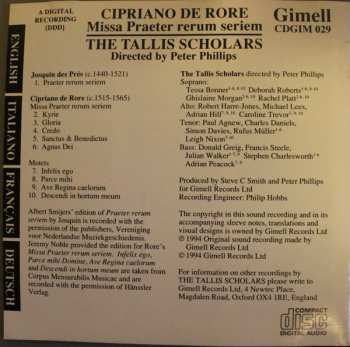 A DIGITAL
RECORDING
(DDD)
CIPRIANO DE RORE
Missa Praeter rerum seriem
THE TALLIS SCHOLARS
Directed by Peter Phillips
Gimell
CDGIM 029
ENGLISH
ITALIANO
FRANÇAIS
DEUTSCH
Josquin des Prés (c.1440-1521)
1. Praeter rerum seriem
Cipriano de Rore (c.1515-1565)
Missa Praeter rerum seriem
2. Kyrie
3. Gloria
4. Credo
5. Sanctus & Benedictus
6. Agnus Dei
Motets
7. Infelix ego
8. Parce mihi
9. Ave Regina caelorum
10. Descendi in hortum meum
Albert Smijers' edition of Praeter rerum
seriem by Josquin is recorded with the
permission of the publishers, Vereniging
voor Nederlandse Muziekgeschiedenis.
Jeremy Noble provided the edition for Rore's
Missa Praeter rerum seriem. Infelix ego,
Parce mihi Domine, Ave Regina caelorum
and Descendi in hortum meum are taken from
Corpus Mensurabilis Musicae and are
recorded with permission of Hänssler
Verlag.
The Tallis Scholars directed by Peter Phillips
Soprano:
Tessa Bonner Deborah Roberts
Ghislaine Morgan Rachel Platt
Alto: Robert Harre-Jones, Michael Lees,
Adrian Hill Caroline Trevor
Tenor: Paul Agnew, Charles Daniels,
Simon Davies, Rufus Müller
Leigh Nixon
Bass: Donald Greig, Francis Steele,
Julian Walker Stephen Charlesworth
Adrian Peacock
Produced by Steve C Smith and Peter Phillips
for Gimell Records Ltd
Recording Engineer: Philip Hobbs
The copyright in this sound recording and in its
accompanying sleeve notes, translations and
visual designs is owned by Gimell Records Ltd
℗ 1994 Original sound recording made by
Gimell Records Ltd
© 1994 Gimell Records Ltd
For information on other recordings by
THE TALLIS SCHOLARS please write to
Gimell Records Ltd, 4 Newtec Place,
Magdalen Road, Oxford OX4 1RE, England
COMPACT
disc
DIGITAL AUDIO